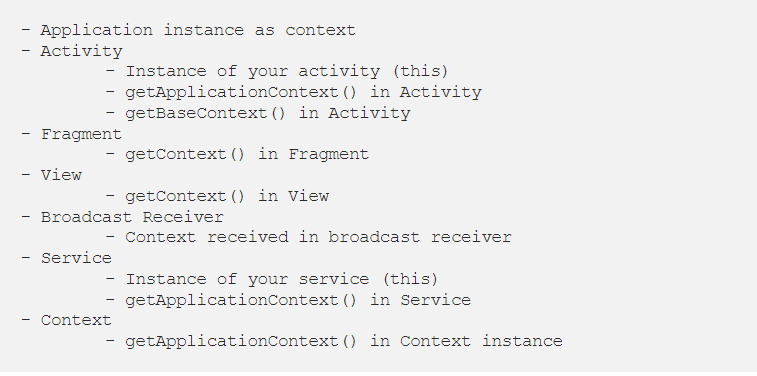 - Application instance as context
- Activity
- Instance of your activity (this)
- getApplicationContext() in Activity
- getBaseContext() in Activity
- Fragment
- getContext() in Fragment
- View
- getContext() in View
- Broadcast Receiver
- Context received in broadcast receiver
- Service
- Instance of your service (this)
- getApplicationContext() in Service
- Context
- getApplicationContext() in Context instance